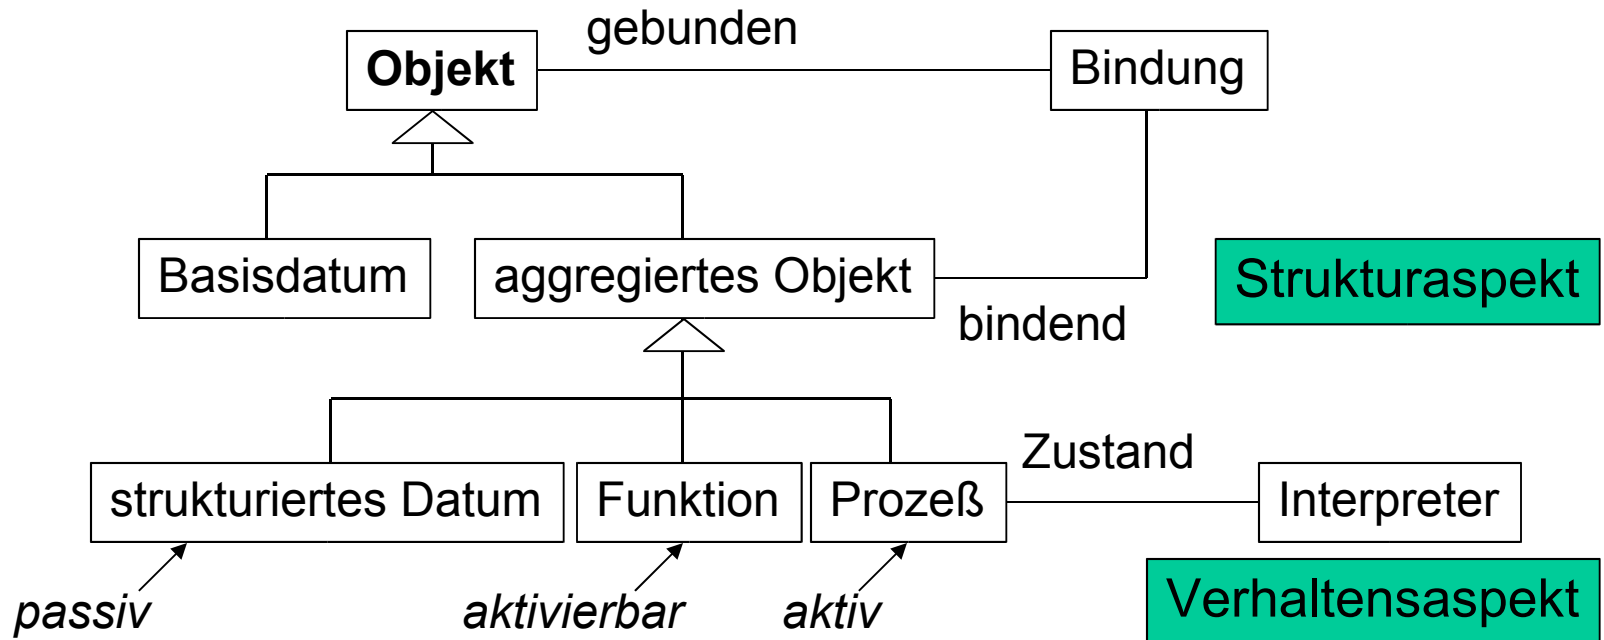 gebunden
Objekt
Bindung
Basisdatum
aggregiertes Objekt
Strukturaspekt
bindend
Zustand
strukturiertes Datum
Funktion
Prozeß
Interpreter
passiv
aktivierbar
aktiv
Verhaltensaspekt